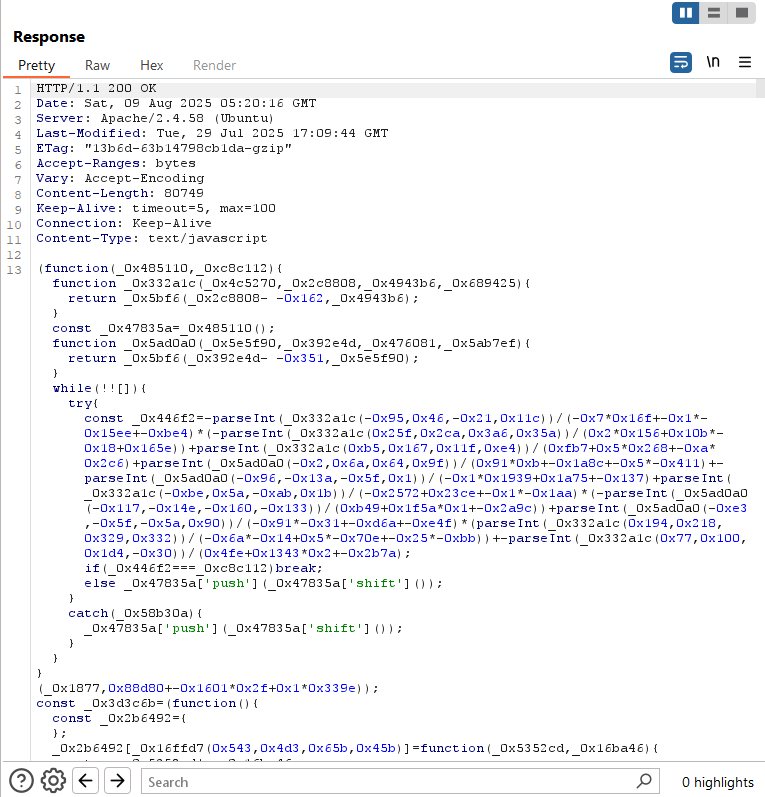 Response
Pretty Raw Hex Render \n
1 HTTP/1.1 200 OK
2 Date: Sat, 09 Aug 2025 05:20:16 GMT
3 Server: Apache/2.4.58 (Ubuntu)
4 Last-Modified: Tue, 29 Jul 2025 17:09:44 GMT
5 ETag: "13b6d-63b14798cb1da-gzip"
6 Accept-Ranges: bytes
7 Vary: Accept-Encoding
8 Content-Length: 80749
9 Keep-Alive: timeout=5, max=100
10 Connection: Keep-Alive
11 Content-Type: text/javascript
12
13 (function(_0x485110,_0xc8c112){
function _0x332a1c(_0x4c5270,_0x2c8808,_0x4943b6,_0x689425){
return _0x5bf6(_0x2c8808- -0x162,_0x4943b6);
}
const _0x47835a=_0x485110();
function _0x5ad0a0(_0x5e5f90,_0x392e4d,_0x476081,_0x5ab7ef){
return _0x5bf6(_0x392e4d- -0x351,_0x5e5f90);
}
while(!![]){
try{
const _0x446f2=-parseInt(_0x332a1c(-0x95,0x46,-0x21,0x11c))/(-0x7*0x16f+-0x1*-
0x15ee+-0xbe4)*(-parseInt(_0x332a1c(0x25f,0x2ca,0x3a6,0x35a))/(0x2*0x156+0x10b*-
0x18+0x165e))+parseInt(_0x332a1c(0xb5,0x167,0x11f,0xe4))/(0xfb7+0x5*0x268+-0xa*
0x2c6)+parseInt(_0x5ad0a0(-0x2,0x6a,0x64,0x9f))/(0x91*0xb+-0x1a8c+-0x5*-0x411)+-
parseInt(_0x5ad0a0(-0x96,-0x13a,-0x5f,0x1))/(-0x1*0x1939+0x1a75+-0x137)+parseInt(
_0x332a1c(-0xbe,0x5a,-0xab,0x1b))/(-0x2572+0x23ce+-0x1*-0x1aa)*(-parseInt(_0x5ad0a0
(-0x117,-0x14e,-0x160,-0x133))/(0xb49+0x1f5a*0x1+-0x2a9c))+parseInt(_0x5ad0a0(-0xe3
,-0x5f,-0x5a,0x90))/(-0x91*-0x31+-0xd6a+-0xe4f)*(parseInt(_0x332a1c(0x194,0x218,
0x329,0x332))/(-0x6a*-0x14+0x5*-0x70e+-0x25*-0xbb))+-parseInt(_0x332a1c(0x77,0x100,
0x1d4,-0x30))/(0x4fe+0x1343*0x2+-0x2b7a);
if(_0x446f2===_0xc8c112)break;
else _0x47835a['push'](_0x47835a['shift']());
}
catch(_0x58b30a){
_0x47835a['push'](_0x47835a['shift']());
}
}
}
(_0x1877,0x88d80+-0x1601*0x2f+0x1*0x339e));
const _0x3d3c6b=(function(){
const _0x2b6492={
};
_0x2b6492[_0x16ffd7(0x543,0x4d3,0x65b,0x45b)]=function(_0x5352cd,_0x16ba46){
Search 0 highlights